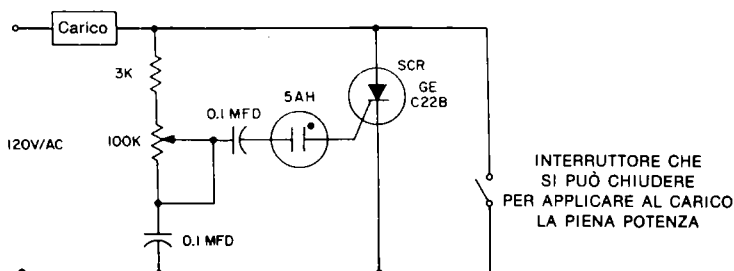 Carico
3K
SCR
GE
C22B
5AH
0.1 MFD
120V/AC
100K
INTERRUTTORE CHE
SI PUÒ CHIUDERE
PER APPLICARE AL CARICO
LA PIENA POTENZA
0.1 MFD